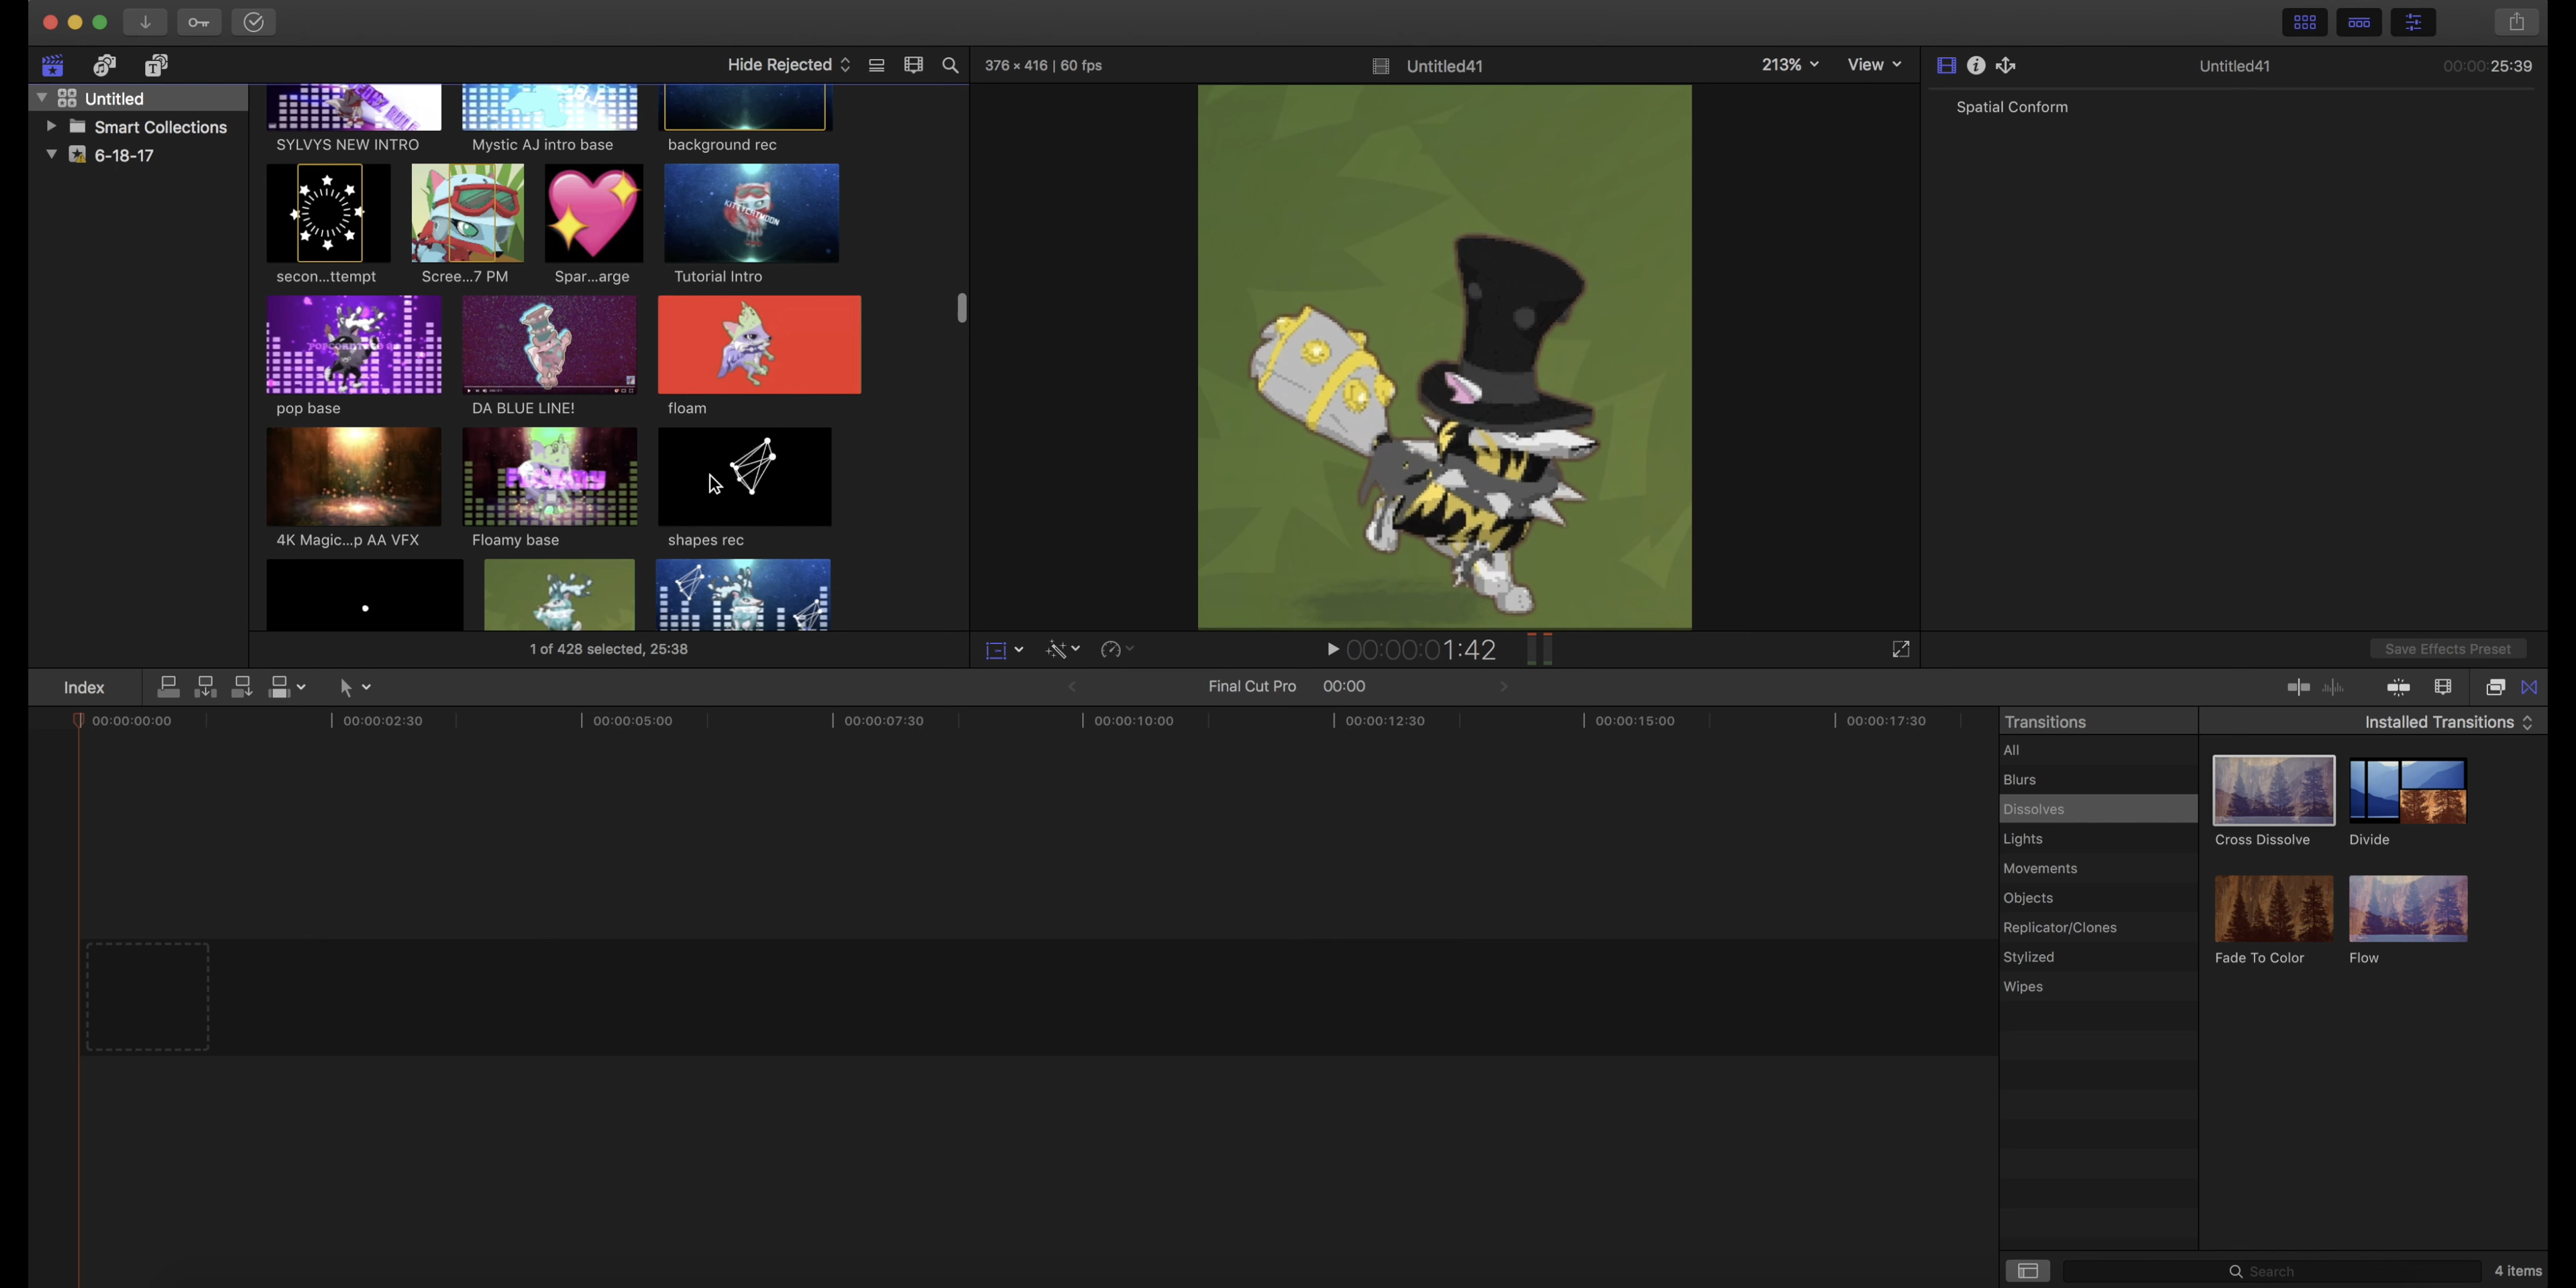 Hide Rejected
376 × 416 | 60 fps
Untitled41
213%
View
Untitled41
00:00:25:39
Untitled
Smart Collections
6-18-17
Spatial Conform
SYLVYS NEW INTRO
Mystic AJ intro base
background rec
KITTYCATMOON
secon...ttempt
Scree...7 PM
Spar...arge
Tutorial Intro
pop base
DA BLUE LINE!
floam
4K Magic...p AA VFX
Floamy base
shapes rec
1 of 428 selected, 25:38
00:00:01:42
Save Effects Preset
Index
Final Cut Pro
00:00
00:00:00:00
00:00:02:30
00:00:05:00
00:00:07:30
00:00:10:00
00:00:12:30
00:00:15:00
00:00:17:30
Transitions
Installed Transitions
All
Blurs
Dissolves
Lights
Movements
Objects
Replicator/Clones
Stylized
Wipes
Cross Dissolve
Divide
Fade To Color
Flow
Search
4 items